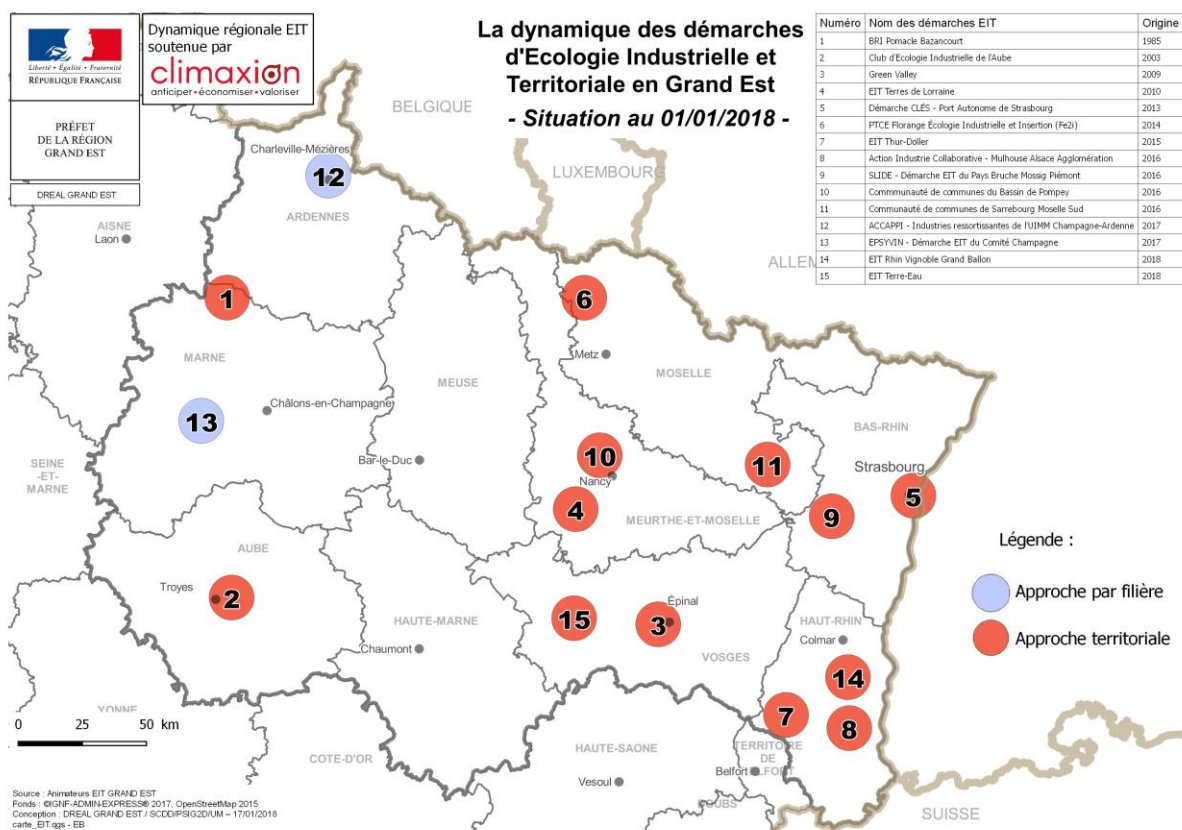 Liberté • Égalité • Fraternité
RÉPUBLIQUE FRANÇAISE
PRÉFET
DE LA RÉGION
GRAND EST
DREAL GRAND EST
Dynamique régionale EIT
soutenue par
climaxion
anticiper • économiser • valoriser
La dynamique des démarches
d'Ecologie Industrielle et
Territoriale en Grand Est
- Situation au 01/01/2018 -
Numéro Nom des démarches EIT Origine
1 BRI Pomacle Bazancourt 1985
2 Club d'Ecologie Industrielle de l'Aube 2003
3 Green Valley 2009
4 EIT Terres de Lorraine 2010
5 Démarche CLÉS - Port Autonome de Strasbourg 2013
6 PTCE Florange Écologie Industrielle et Insertion (Fe2i) 2014
7 EIT Thur-Doller 2015
8 Action Industrie Collaborative - Mulhouse Alsace Agglomération 2016
9 SLIDE - Démarche EIT du Pays Bruche Mossig Piémont 2016
10 Commmunauté de communes du Bassin de Pompey 2016
11 Communauté de communes de Sarrebourg Moselle Sud 2016
12 ACCAPPI - Industries ressortissantes de l'UIMM Champagne-Ardenne 2017
13 EPSYVIN - Démarche EIT du Comité Champagne 2017
14 EIT Rhin Vignoble Grand Ballon 2018
15 EIT Terre-Eau 2018
BELGIQUE
Charleville-Mézières
12
LUXEMBOURG
ARDENNES
AISNE
Laon
ALLEM
1
6
MARNE
Metz
MOSELLE
MEUSE
Châlons-en-Champagne
13
BAS-RHIN
10
Bar-le-Duc
11
SEINE
-ET-
MARNE
Nancy
Strasbourg
5
4
9
MEURTHE-ET-MOSELLE
Légende :
AUBE
Approche par filière
Troyes
2
Épinal
15
3
HAUTE-MARNE
HAUT-RHIN
Approche territoriale
Colmar
Chaumont
VOSGES
14
YONNE
0 25 50 km
7
8
COTE-D'OR
HAUTE-SAONE
TERRITOIRE
DE
BELFORT
Belfort
Vesoul
DOUBS
SUISSE
Source : Animateurs EIT GRAND EST
Fonds : ©IGNF-ADMIN-EXPRESS® 2017, OpenStreetMap 2015
Conception : DREAL GRAND EST / SCDD/PSIG2D/UM – 17/01/2018
carte_EIT.qgs - EB